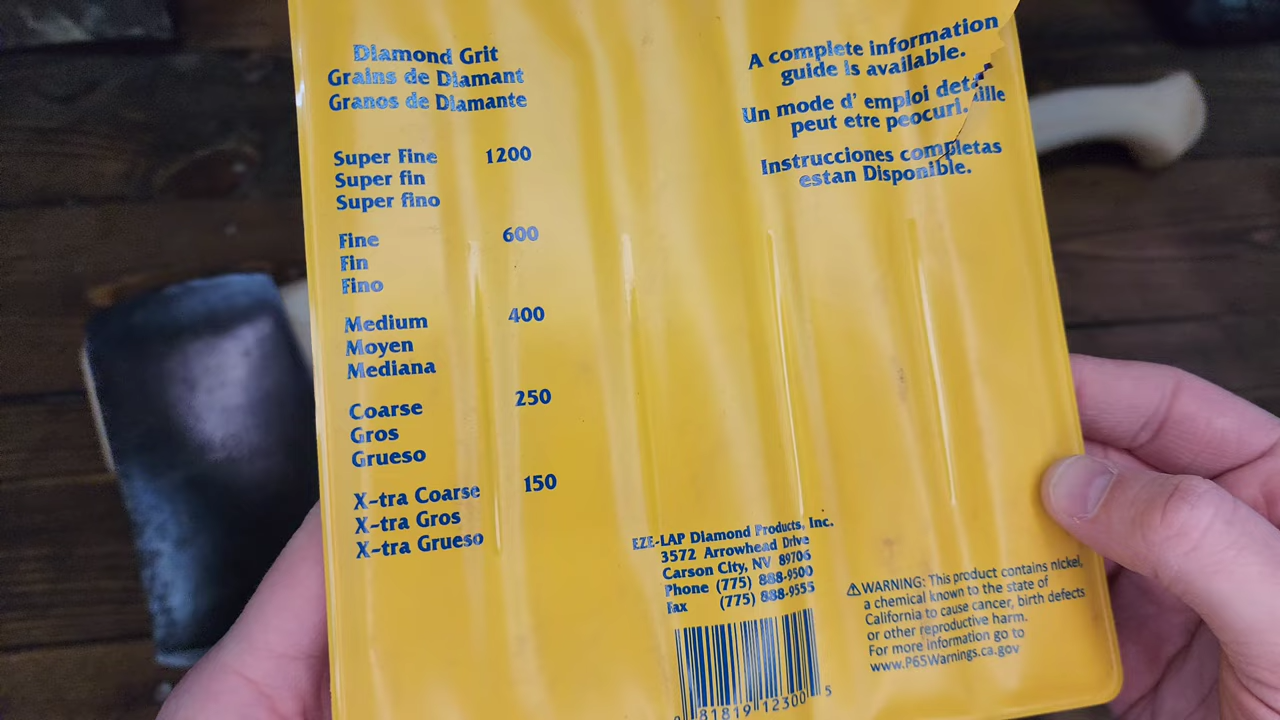 Diamond Grit
Grains de Diamant
Granos de Diamante
Super Fine 1200
Super fin
Super fino
Fine 600
Fin
Fino
Medium 400
Moyen
Mediana
Coarse 250
Gros
Grueso
X-tra Coarse 150
X-tra Gros
X-tra Grueso
A complete information
guide is available.
Un mode d' emploi detaille
peut etre peocuri.
Instrucciones completas
estan Disponible.
EZE-LAP Diamond Products, Inc.
3572 Arrowhead Drive
Carson City, NV 89706
Phone (775) 888-9500
Fax (775) 888-9555
81819 12300 5
⚠WARNING: This product contains nickel,
a chemical known to the state of
California to cause cancer, birth defects
or other reproductive harm.
For more information go to
www.P65Warnings.ca.gov